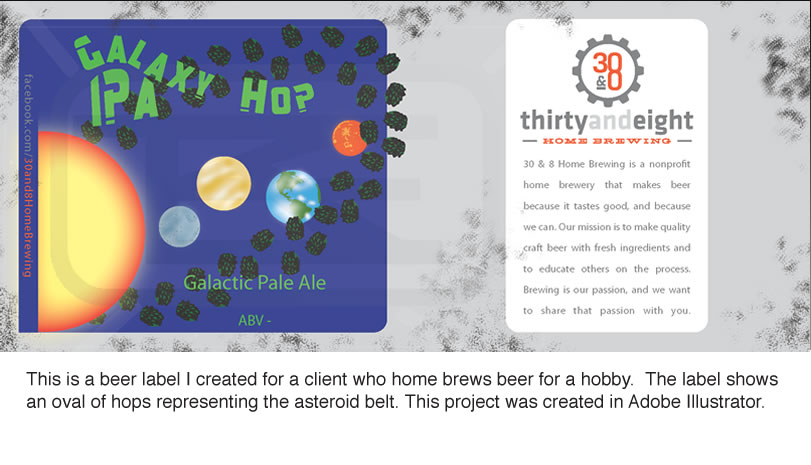 GALAXY HOP
IPA
facebook.com/30and8HomeBrewing
Galactic Pale Ale
ABV -
30
&
8
thirtyandeight
HOME BREWING
30 & 8 Home Brewing is a nonprofit
home brewery that makes beer
because it tastes good, and because
we can. Our mission is to make quality
craft beer with fresh ingredients and
to educate others on the process.
Brewing is our passion, and we want
to share that passion with you.
This is a beer label I created for a client who home brews beer for a hobby. The label shows
an oval of hops representing the asteroid belt. This project was created in Adobe Illustrator.